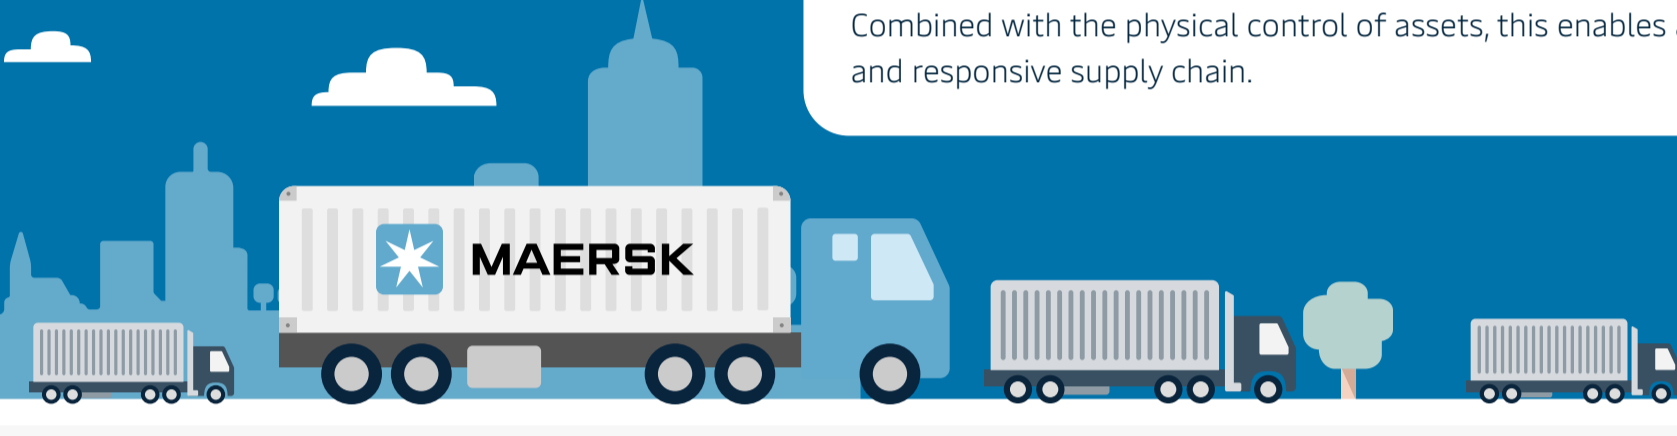 Combined with the physical control of assets, this enables
and responsive supply chain.
MAERSK